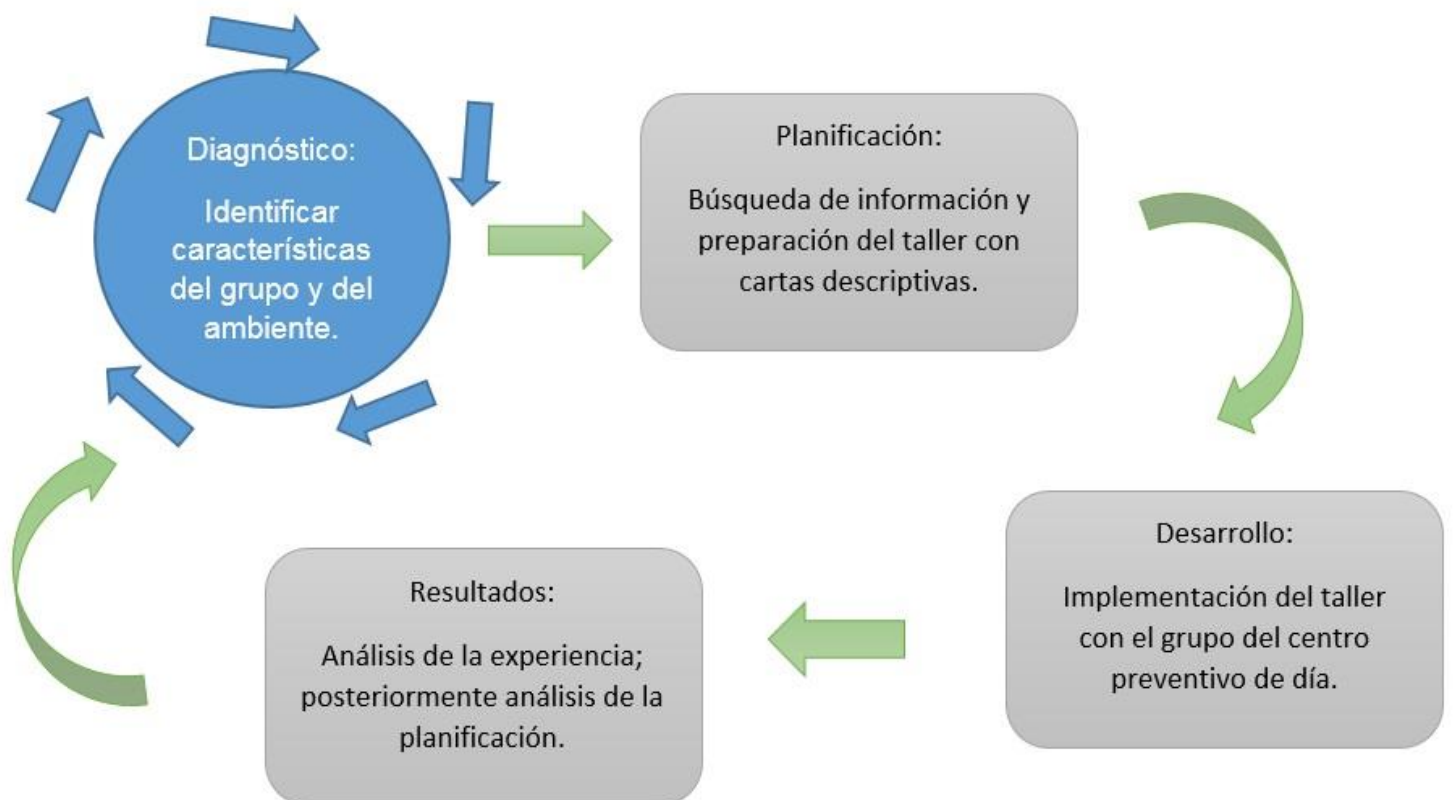 Diagnóstico:
Identificar
características
del grupo y del
ambiente.
Planificación:
Búsqueda de información y
preparación del taller con
cartas descriptivas.
Desarrollo:
Implementación del taller
con el grupo del centro
preventivo de día.
Resultados:
Análisis de la experiencia;
posteriormente análisis de la
planificación.